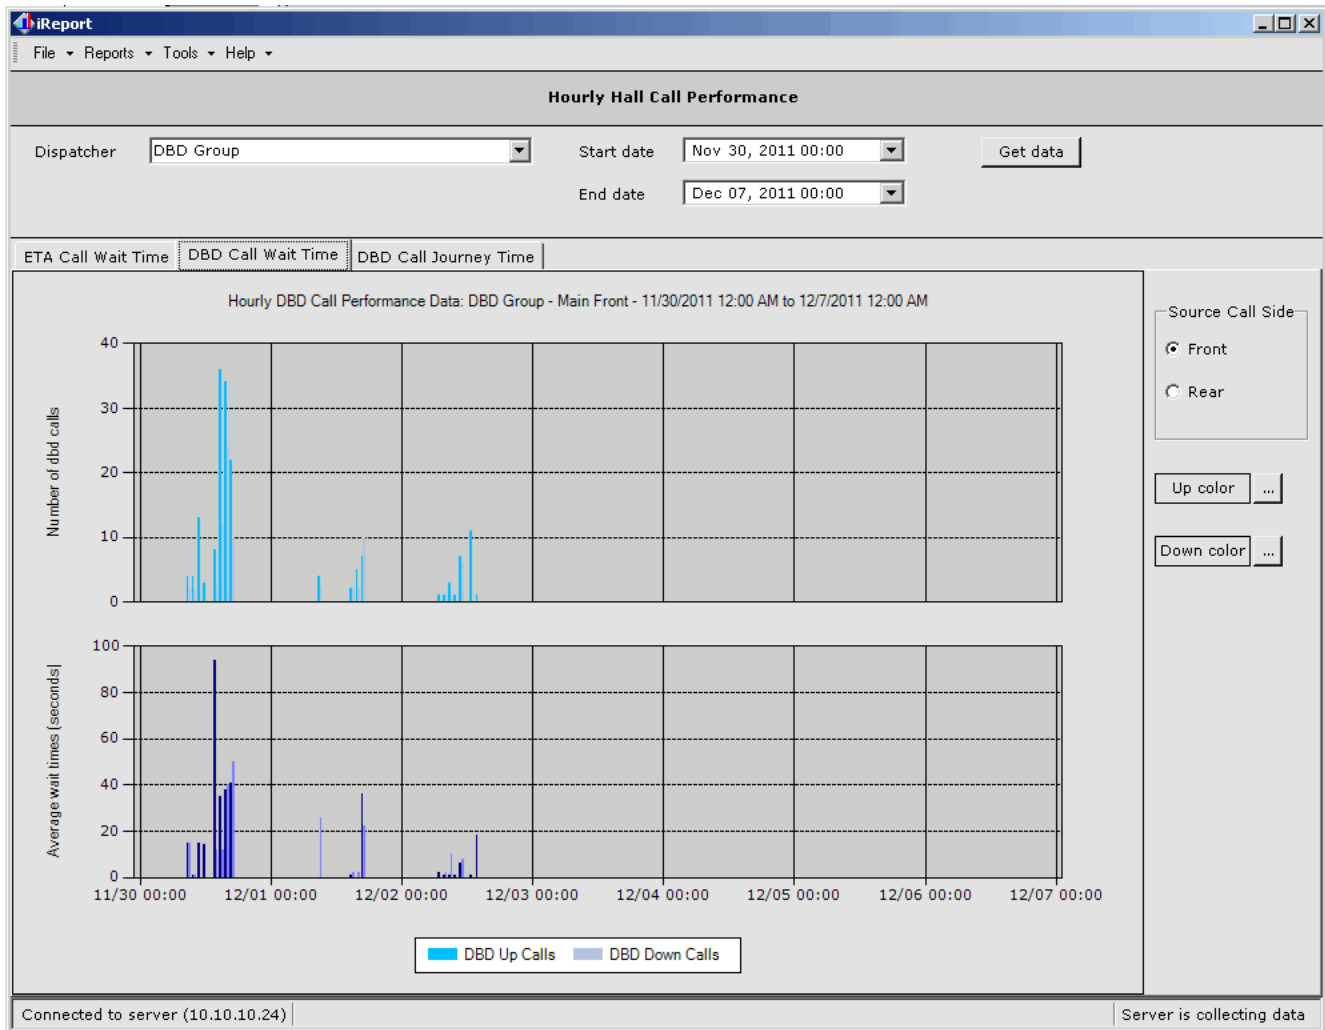 iReport
File Reports Tools Help
Hourly Hall Call Performance
Dispatcher DBD Group Start date Nov 30, 2011 00:00 Get data
End date Dec 07, 2011 00:00
ETA Call Wait Time DBD Call Wait Time DBD Call Journey Time
Hourly DBD Call Performance Data: DBD Group - Main Front - 11/30/2011 12:00 AM to 12/7/2011 12:00 AM
Source Call Side
Front
Rear
Up color ...
Down color ...
Number of dbd calls
40
30
20
10
0
Average wait times (seconds)
100
80
60
40
20
0
11/30 00:00 12/01 00:00 12/02 00:00 12/03 00:00 12/04 00:00 12/05 00:00 12/06 00:00 12/07 00:00
DBD Up Calls DBD Down Calls
Connected to server (10.10.10.24) Server is collecting data